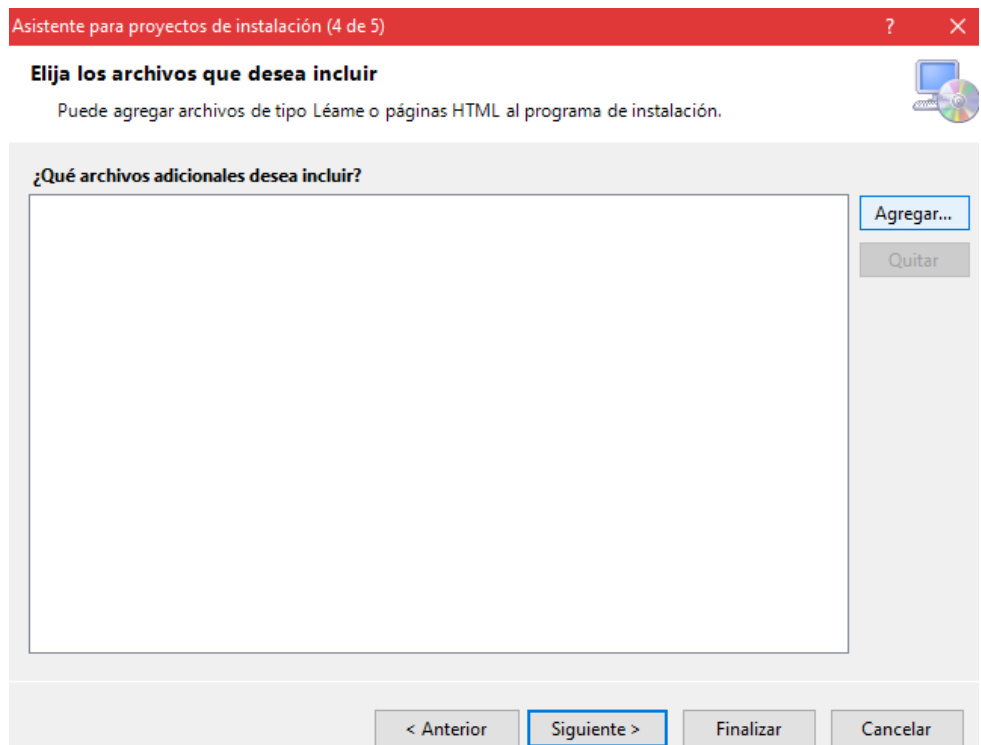 Asistente para proyectos de instalación (4 de 5) ?
Elija los archivos que desea incluir
Puede agregar archivos de tipo Léame o páginas HTML al programa de instalación.
¿Qué archivos adicionales desea incluir?
Agregar...
Quitar
< Anterior Siguiente > Finalizar Cancelar